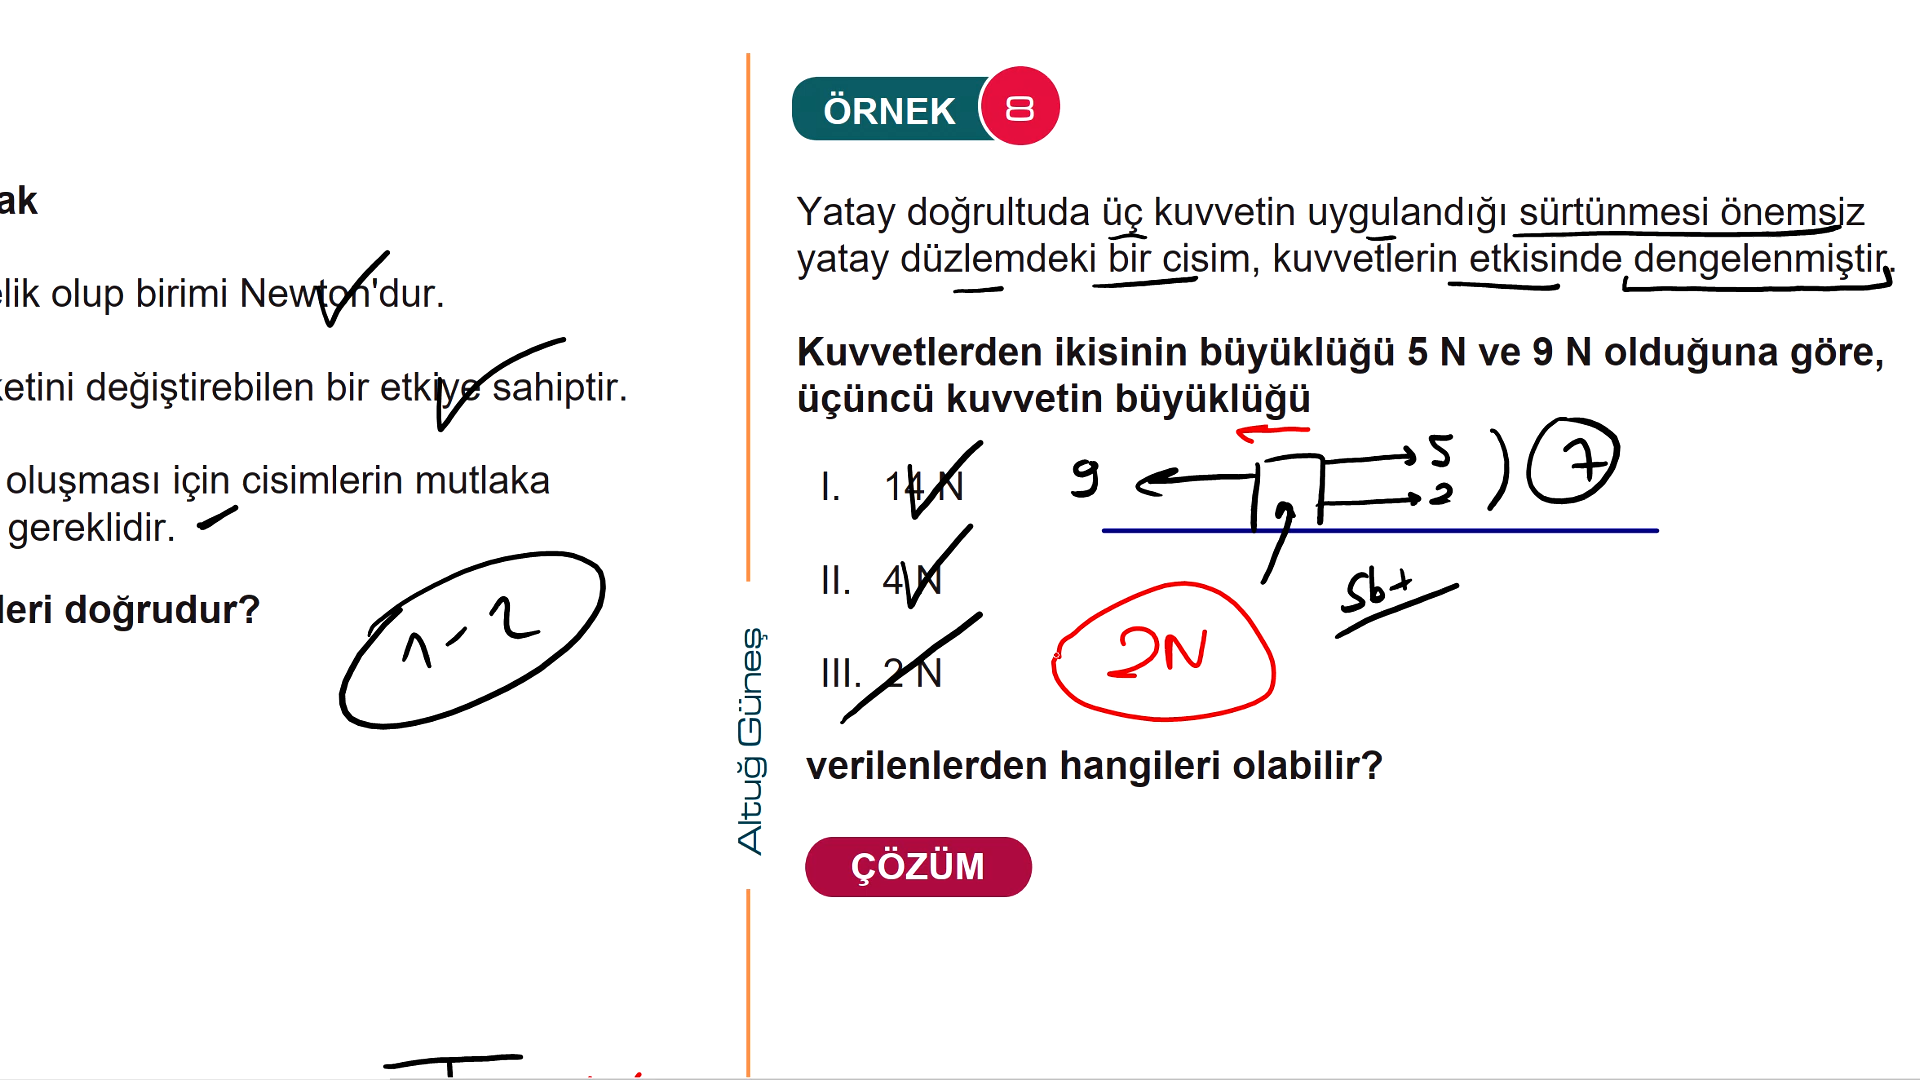 ak
elik olup birimi Newton'dur.
ketini değiştirebilen bir etkiye sahiptir.
oluşması için cisimlerin mutlaka
gereklidir.
leri doğrudur?
1-2
Altuğ Güneş
ÖRNEK 8
Yatay doğrultuda üç kuvvetin uygulandığı sürtünmesi önemsiz
yatay düzlemdeki bir cisim, kuvvetlerin etkisinde dengelenmiştir.
Kuvvetlerden ikisinin büyüklüğü 5 N ve 9 N olduğuna göre,
üçüncü kuvvetin büyüklüğü
9 5 7
2
I. 14 N
II. 4 N
III. 2 N
2N
verilenlerden hangileri olabilir?
ÇÖZÜM